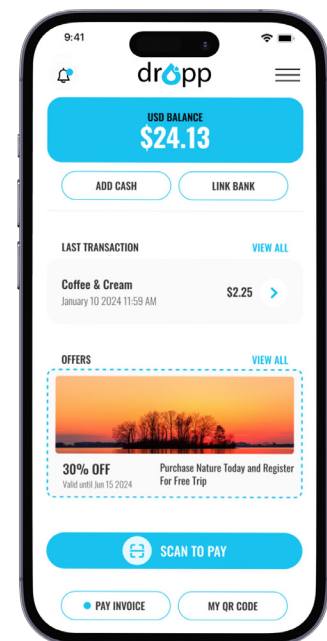 9:41
dropp
USD BALANCE
$24.13
ADD CASH
LINK BANK
LAST TRANSACTION
VIEW ALL
Coffee & Cream
January 10 2024 11:59 AM
$2.25
OFFERS
VIEW ALL
30% OFF
Valid until Jun 15 2024
Purchase Nature Today and Register
For Free Trip
SCAN TO PAY
PAY INVOICE
MY QR CODE